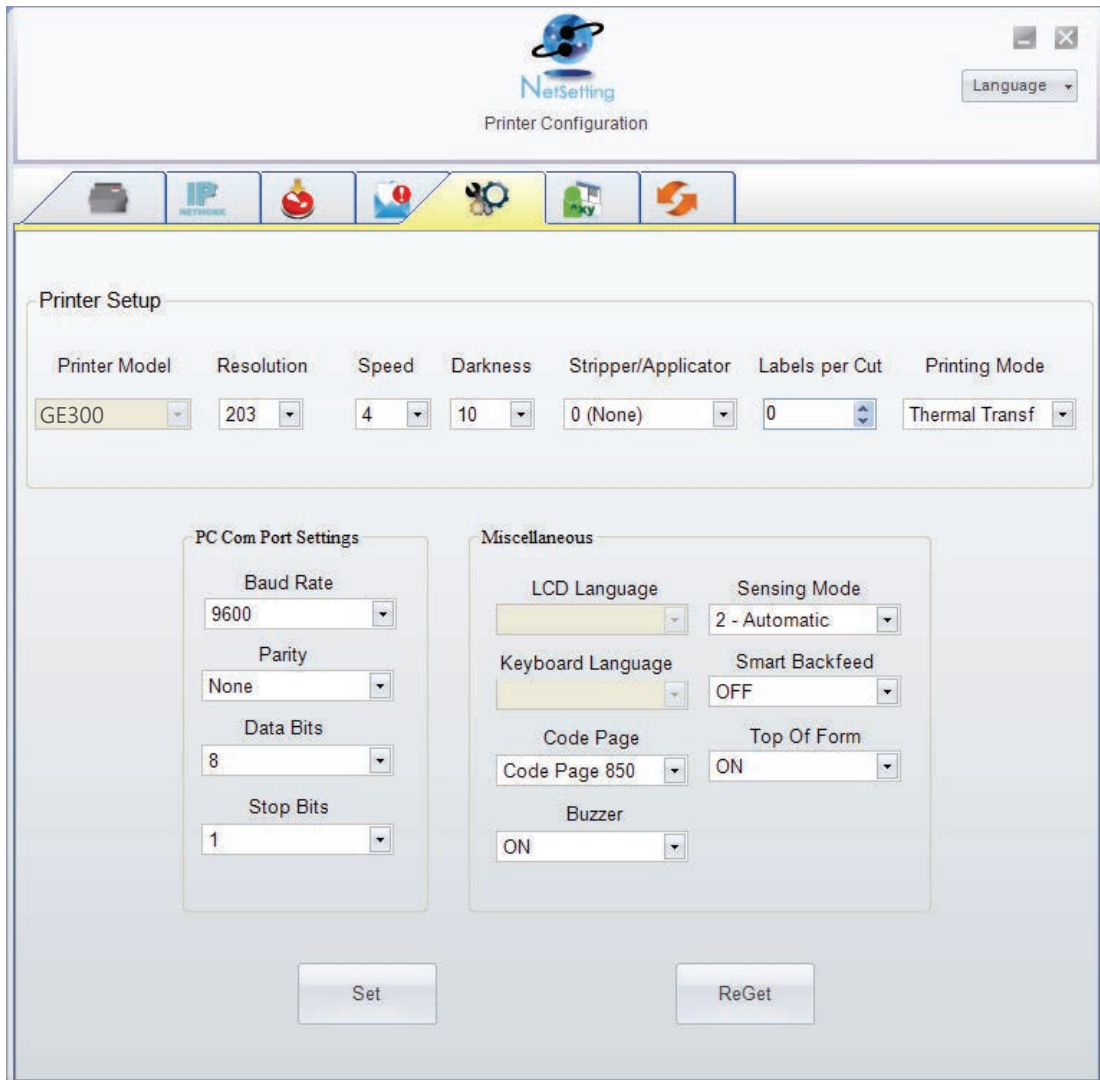 NetSetting
Language
Printer Configuration
IP
NETWORK
xy
Printer Setup
Printer Model Resolution Speed Darkness Stripper/Applicator Labels per Cut Printing Mode
GE300 203 4 10 0 (None) 0 Thermal Transf
PC Com Port Settings
Baud Rate
9600
Parity
None
Data Bits
8
Stop Bits
1
Miscellaneous
LCD Language Sensing Mode
2 - Automatic
Keyboard Language Smart Backfeed
OFF
Code Page Top Of Form
Code Page 850 ON
Buzzer
ON
Set ReGet